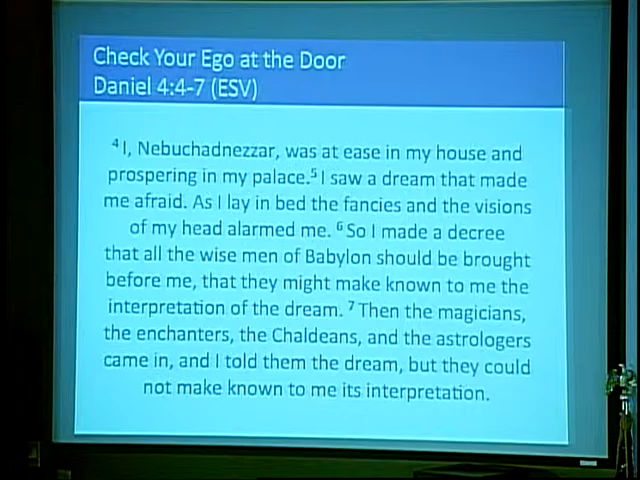 Check Your Ego at the Door
Daniel 4:4-7 (ESV)
⁴ I, Nebuchadnezzar, was at ease in my house and
prospering in my palace.⁵ I saw a dream that made
me afraid. As I lay in bed the fancies and the visions
of my head alarmed me. ⁶ So I made a decree
that all the wise men of Babylon should be brought
before me, that they might make known to me the
interpretation of the dream. ⁷ Then the magicians,
the enchanters, the Chaldeans, and the astrologers
came in, and I told them the dream, but they could
not make known to me its interpretation.